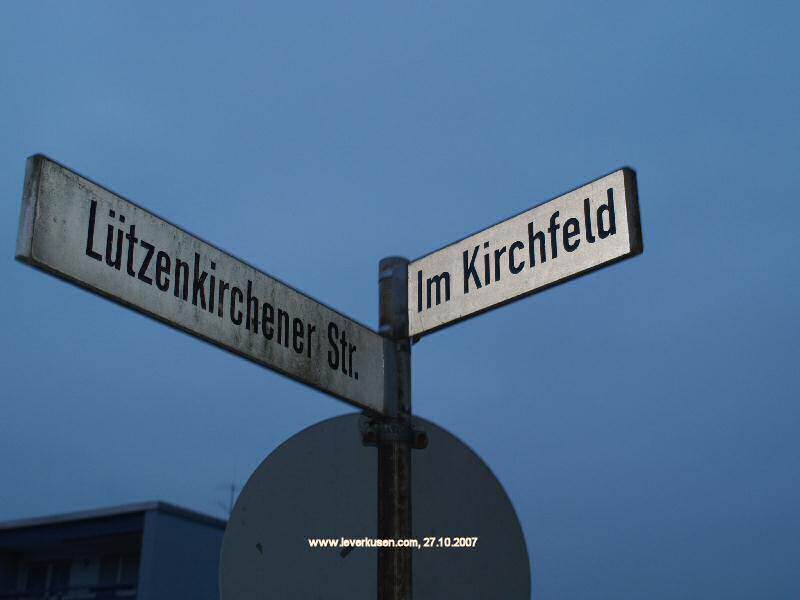 Lützenkirchener Str.
Im Kirchfeld
www.leverkusen.com, 27.10.2007